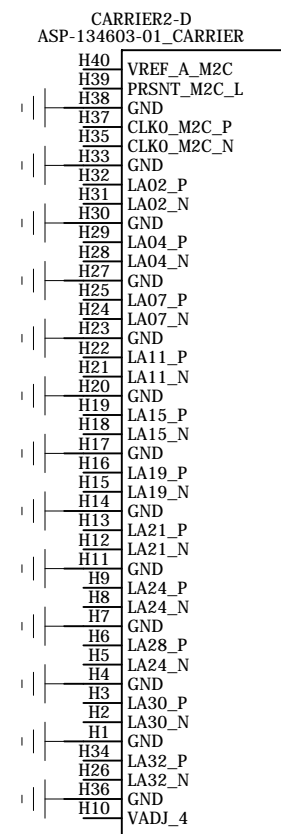 CARRIER2-D
ASP-134603-01_CARRIER
H40 VREF_A_M2C
H39 PRSNT_M2C_L
H38 GND
H37 CLK0_M2C_P
H35 CLK0_M2C_N
H33 GND
H32 LA02_P
H31 LA02_N
H30 GND
H29 LA04_P
H28 LA04_N
H27 GND
H25 LA07_P
H24 LA07_N
H23 GND
H22 LA11_P
H21 LA11_N
H20 GND
H19 LA15_P
H18 LA15_N
H17 GND
H16 LA19_P
H15 LA19_N
H14 GND
H13 LA21_P
H12 LA21_N
H11 GND
H9 LA24_P
H8 LA24_N
H7 GND
H6 LA28_P
H5 LA24_N
H4 GND
H3 LA30_P
H2 LA30_N
H1 GND
H34 LA32_P
H26 LA32_N
H36 GND
H10 VADJ_4